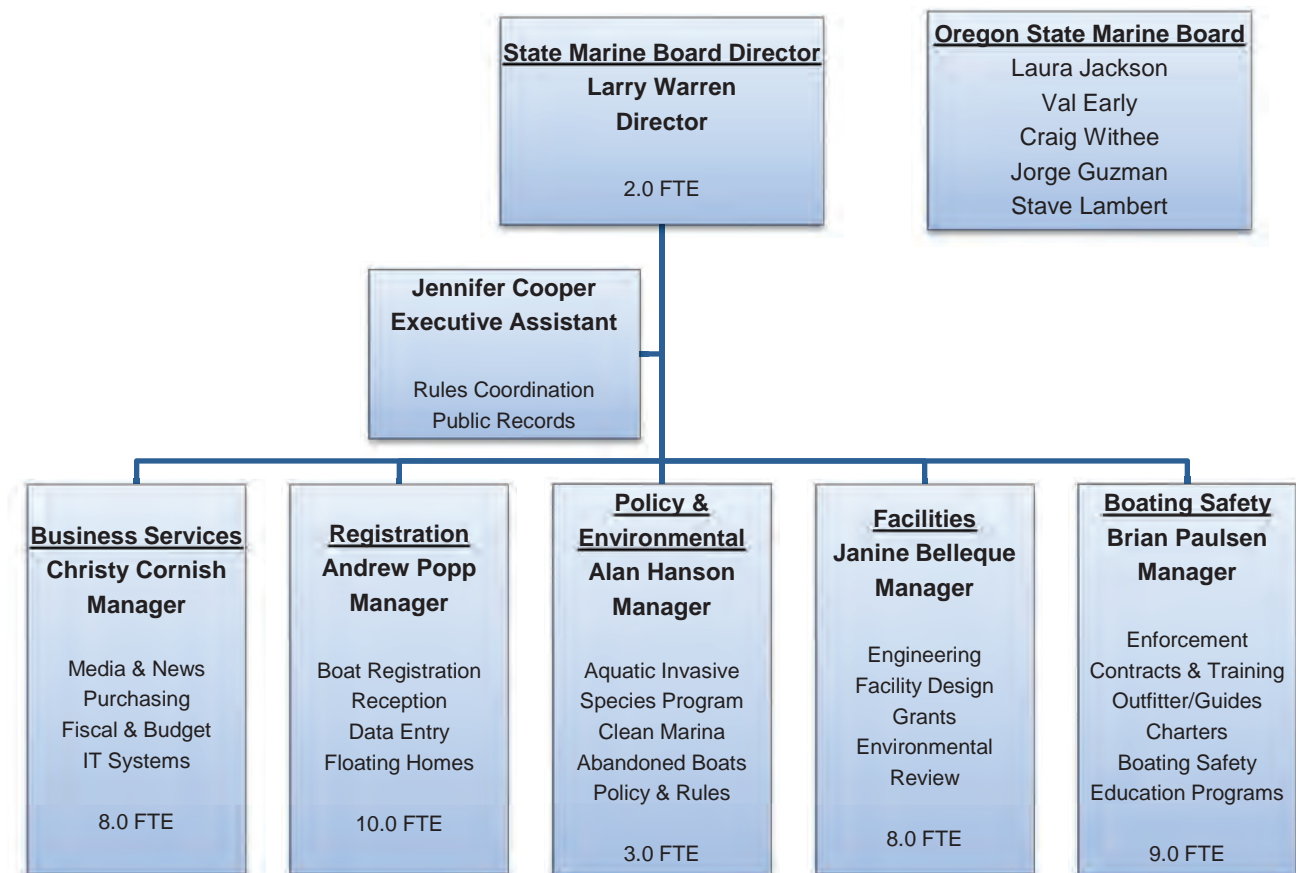 State Marine Board Director
Larry Warren
Director
2.0 FTE
Oregon State Marine Board
Laura Jackson
Val Early
Craig Withee
Jorge Guzman
Stave Lambert
Jennifer Cooper
Executive Assistant
Rules Coordination
Public Records
Business Services
Christy Cornish
Manager
Media & News
Purchasing
Fiscal & Budget
IT Systems
8.0 FTE
Registration
Andrew Popp
Manager
Boat Registration
Reception
Data Entry
Floating Homes
10.0 FTE
Policy &
Environmental
Alan Hanson
Manager
Aquatic Invasive
Species Program
Clean Marina
Abandoned Boats
Policy & Rules
3.0 FTE
Facilities
Janine Belleque
Manager
Engineering
Facility Design
Grants
Environmental
Review
8.0 FTE
Boating Safety
Brian Paulsen
Manager
Enforcement
Contracts & Training
Outfitter/Guides
Charters
Boating Safety
Education Programs
9.0 FTE